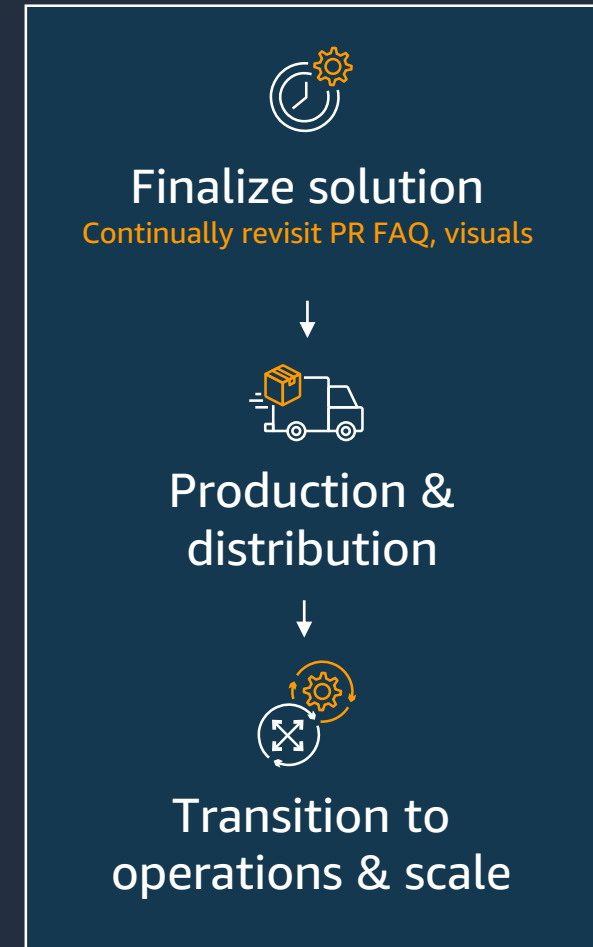 Finalize solution
Continually revisit PR FAQ, visuals
Production &
distribution
Transition to
operations & scale